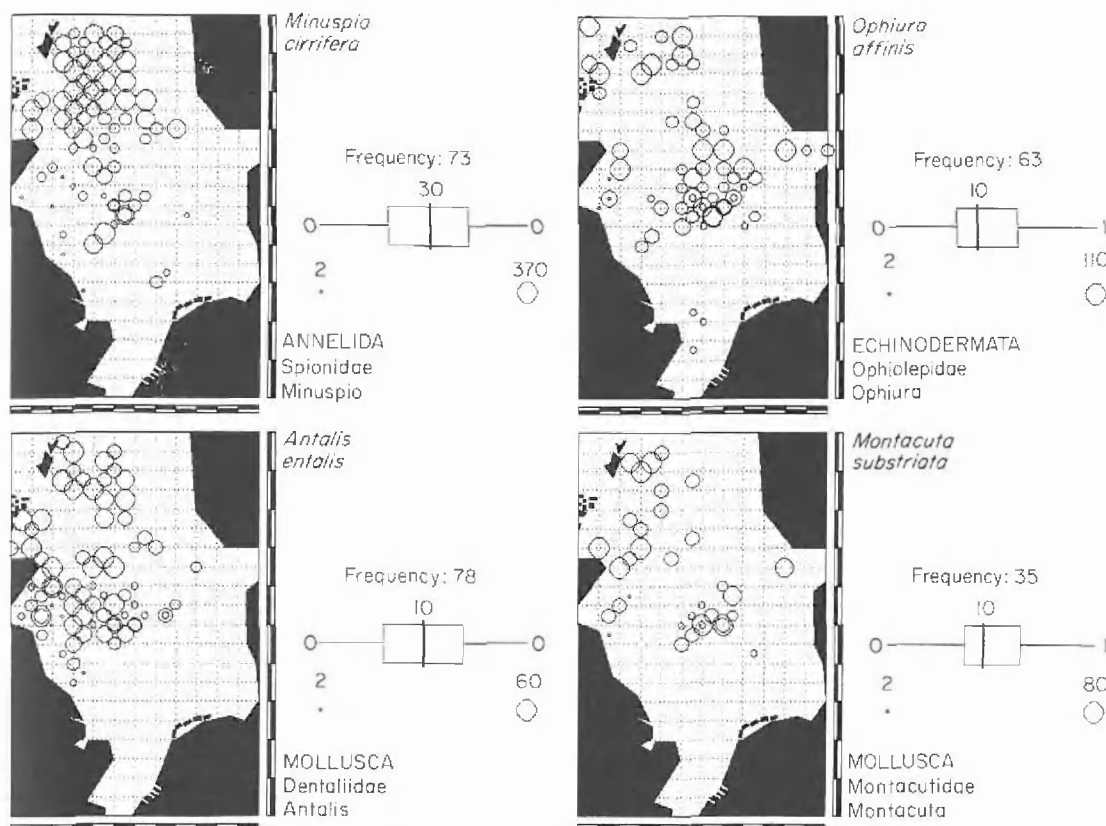 Minuspio
cirrifera
Frequency: 73
30
0 0
2 370
ANNELIDA
Spionidae
Minuspio
Ophiura
affinis
Frequency: 63
10
0 1
2 110
ECHINODERMATA
Ophiolepidae
Ophiura
Antalis
entalis
Frequency: 78
10
0 0
2 60
MOLLUSCA
Dentaliidae
Antalis
Montacuta
substriata
Frequency: 35
10
0 1
2 80
MOLLUSCA
Montacutidae
Montacuta